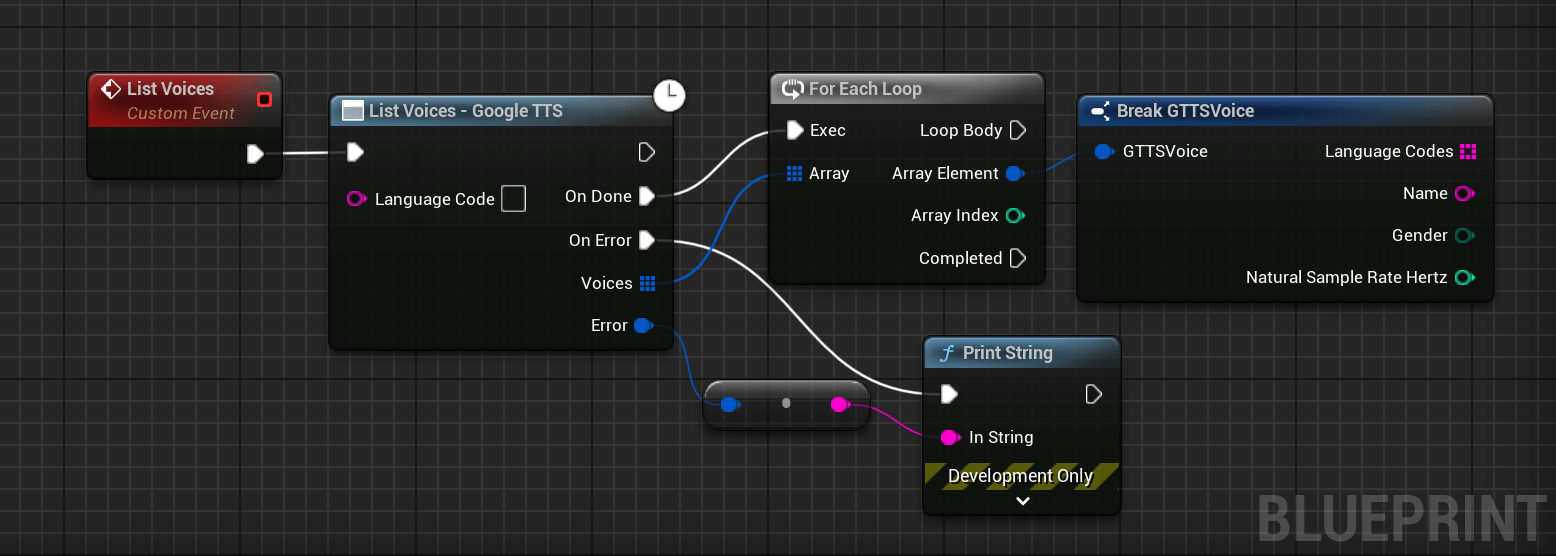 List Voices
Custom Event
List Voices - Google TTS
Language Code
On Done
On Error
Voices
Error
For Each Loop
Exec
Loop Body
Array
Array Element
Array Index
Completed
Break GTTSVoice
GTTSVoice
Language Codes
Name
Gender
Natural Sample Rate Hertz
Print String
In String
Development Only
BLUEPRINT